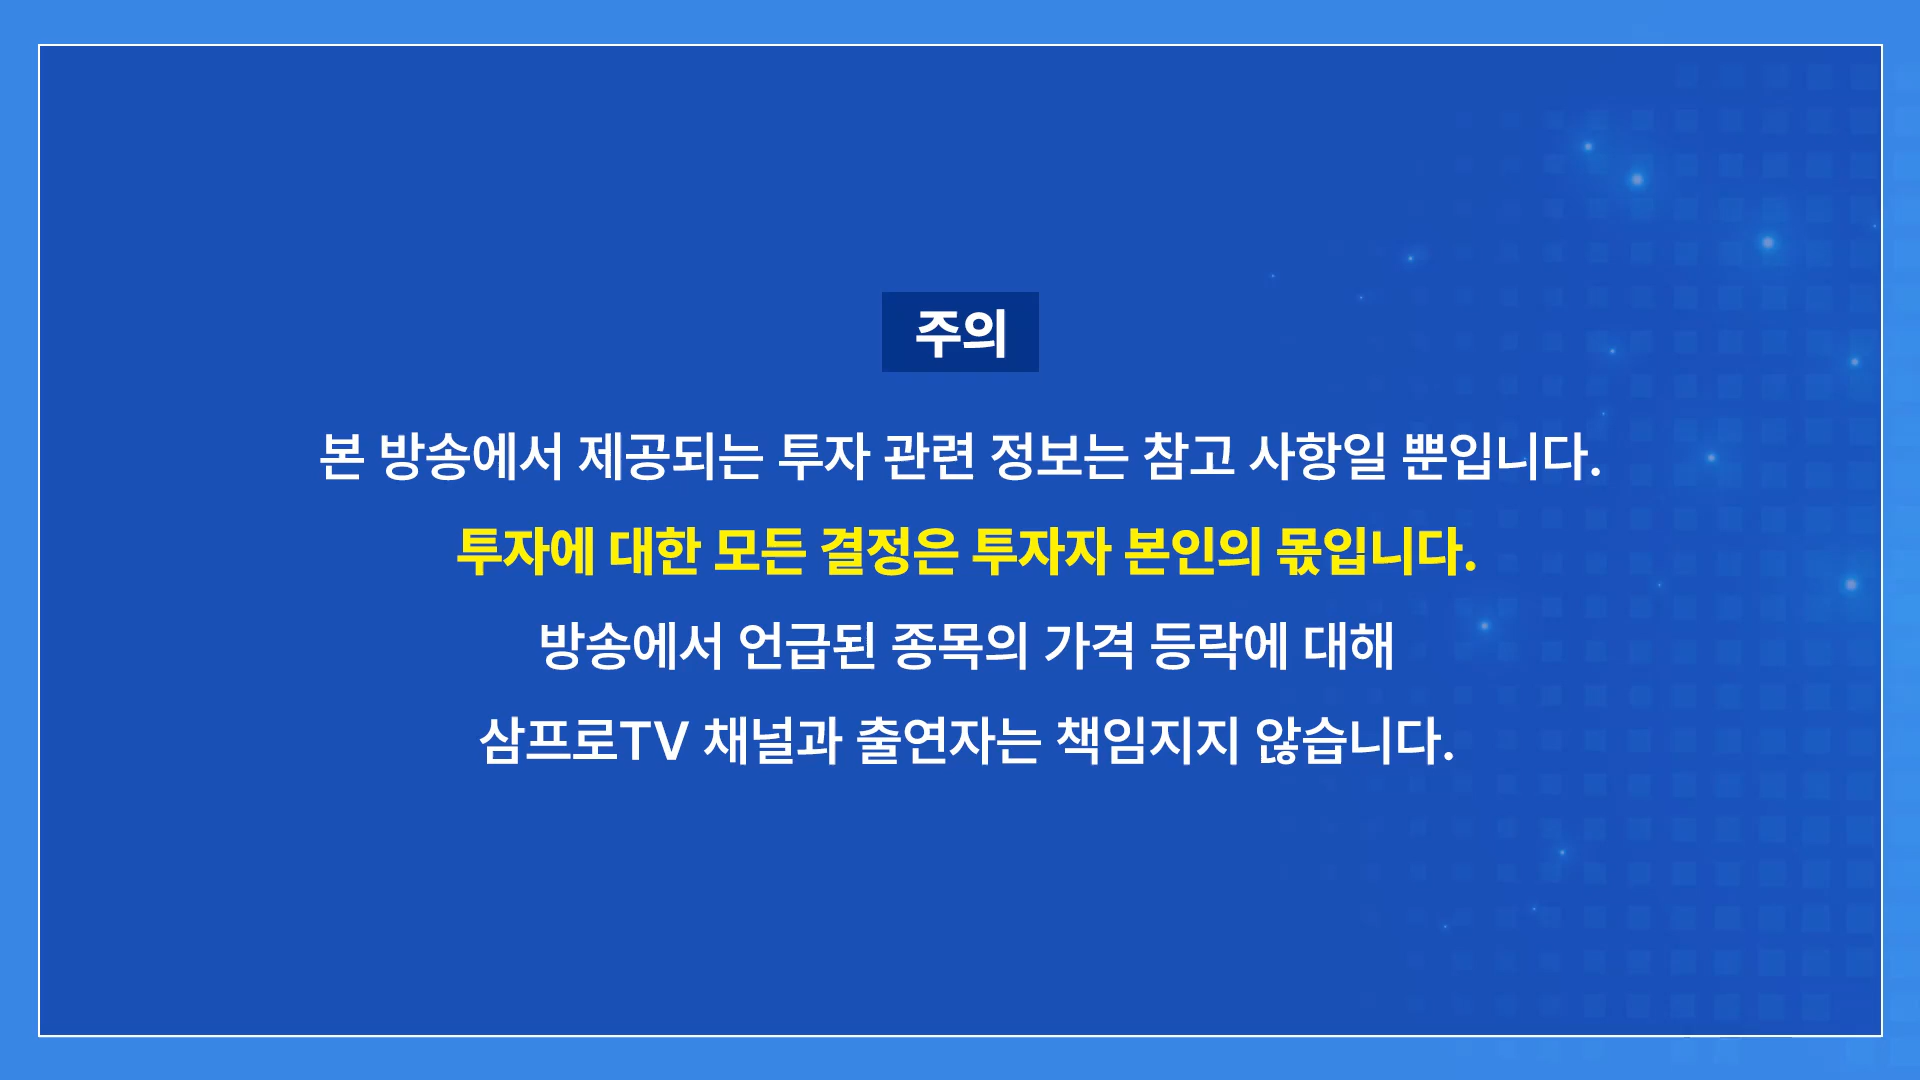 주의
본 방송에서 제공되는 투자 관련 정보는 참고 사항일 뿐입니다.
투자에 대한 모든 결정은 투자자 본인의 몫입니다.
방송에서 언급된 종목의 가격 등락에 대해
삼프로TV 채널과 출연자는 책임지지 않습니다.